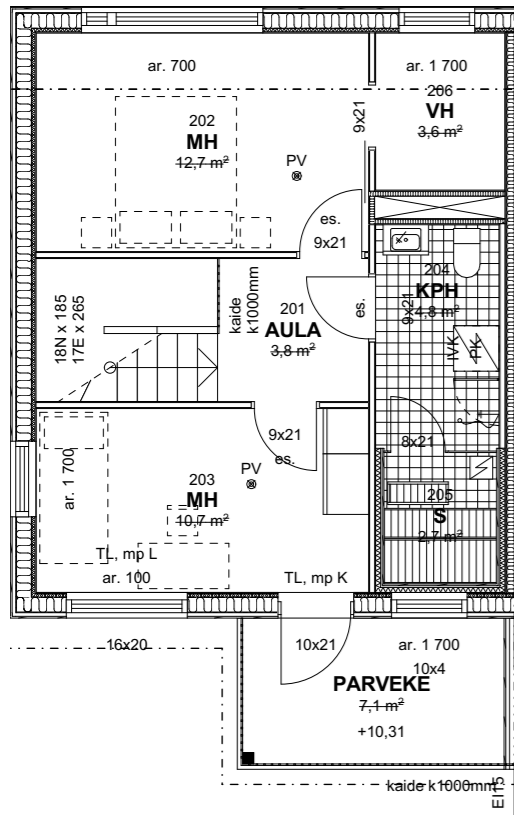 ar. 700
ar. 1 700
202
MH
12,7 m²
PV
9x21
206
VH
3,6 m²
es.
9x21
18N x 185
17E x 265
kaide
k1000mm
201
AULA
3,8 m²
es.
204
KPH
4,8 m²
9x21
IVK
PK
9x21
es.
8x21
ar. 1 700
203
MH
10,7 m²
PV
205
S
2,7 m²
TL, mp L
ar. 100
TL, mp K
16x20
10x21
ar. 1 700
10x4
PARVEKE
7,1 m²
+10,31
kaide k1000mm
EI15